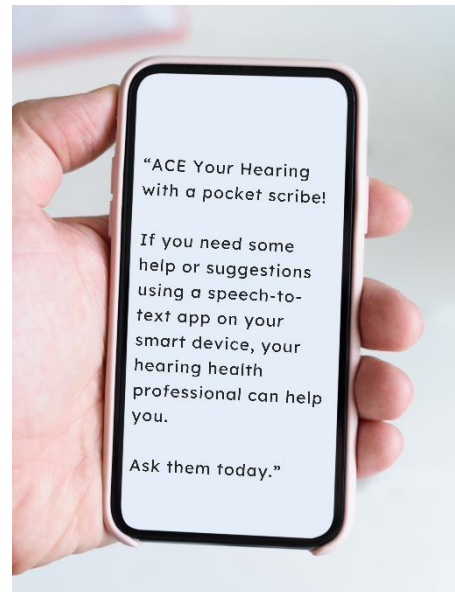 “ACE Your Hearing
with a pocket scribe!
If you need some
help or suggestions
using a speech-to-
text app on your
smart device, your
hearing health
professional can help
you.
Ask them today.”